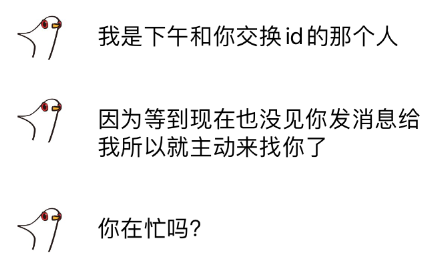 我是下午和你交换id的那个人
因为等到现在也没见你发消息给
我所以就主动来找你了
你在忙吗?